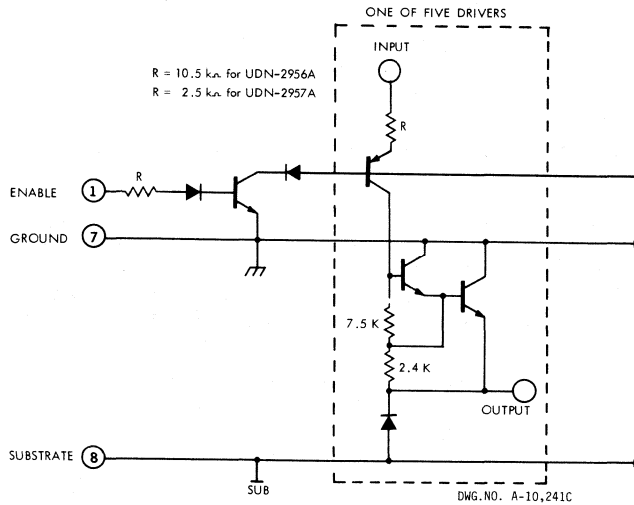 ONE OF FIVE DRIVERS
INPUT
R = 10.5 kΩ for UDN-2956A
R = 2.5 kΩ for UDN-2957A
R
R
ENABLE 1
GROUND 7
7.5 K
2.4 K
OUTPUT
SUBSTRATE 8
SUB
DWG.NO. A-10,241C